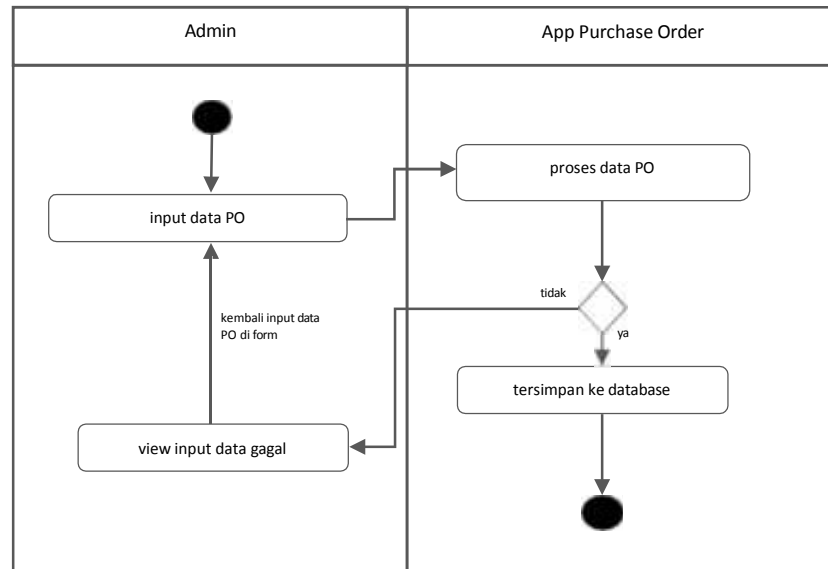 Admin
App Purchase Order
proses data PO
input data PO
tidak
kembali input data
PO di form
ya
tersimpan ke database
view input data gagal